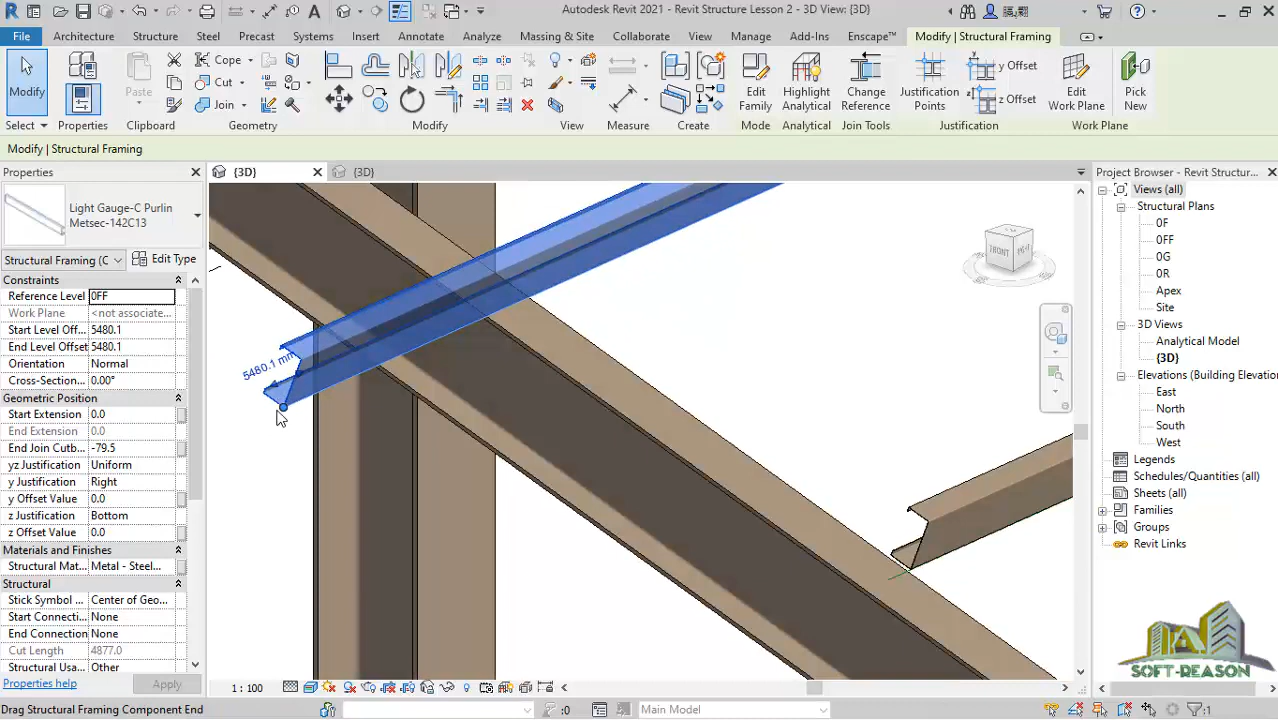 Autodesk Revit 2021 - Revit Structure Lesson 2 - 3D View: {3D}
File Architecture Structure Steel Precast Systems Insert Annotate Analyze Massing & Site Collaborate View Manage Add-Ins Enscape™ Modify | Structural Framing
Modify
Select
Properties
Paste
Clipboard
Cope
Cut
Join
Geometry
Modify
View
Measure
Create
Edit Family
Mode
Highlight Analytical
Analytical
Change Reference
Join Tools
Justification Points
y Offset
z Offset
Justification
Edit Work Plane
Pick New
Work Plane
Modify | Structural Framing
Properties
Light Gauge-C Purlin
Metsec-142C13
Structural Framing (C
Edit Type
Constraints
Reference Level 0FF
Work Plane <not associate...
Start Level Off... 5480.1
End Level Offset 5480.1
Orientation Normal
Cross-Section... 0.00°
Geometric Position
Start Extension 0.0
End Extension 0.0
End Join Cutb... -79.5
yz Justification Uniform
y Justification Right
y Offset Value 0.0
z Justification Bottom
z Offset Value 0.0
Materials and Finishes
Structural Mat... Metal - Steel...
Structural
Stick Symbol ... Center of Geo...
Start Connecti... None
End Connection None
Cut Length 4877.0
Structural Usa... Other
Properties help
Apply
{3D}
{3D}
5480.1 mm
FRONT
RIGHT
Project Browser - Revit Structur...
Views (all)
Structural Plans
0F
0FF
0G
0R
Apex
Site
3D Views
Analytical Model
{3D}
Elevations (Building Elevation
East
North
South
West
Legends
Schedules/Quantities (all)
Sheets (all)
Families
Groups
Revit Links
SOFT-REASON
1 : 100
Drag Structural Framing Component End
:0
Main Model
:1